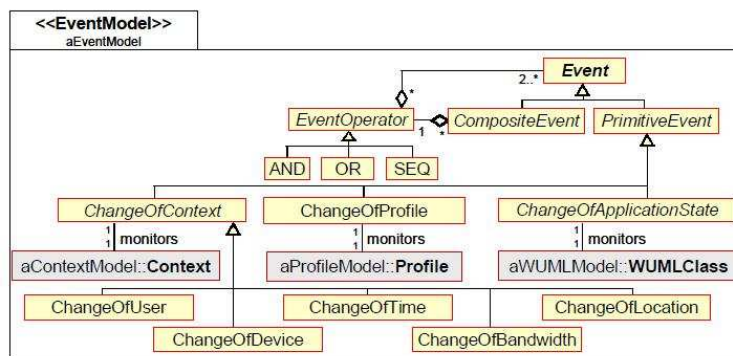 <<EventModel>>
aEventModel
Event
2..*
*
EventOperator
1
*
CompositeEvent
PrimitiveEvent
AND
OR
SEQ
ChangeOfContext
ChangeOfProfile
ChangeOfApplicationState
1
1
monitors
1
1
monitors
1
1
monitors
aContextModel::Context
aProfileModel::Profile
aWUMLModel::WUMLClass
ChangeOfUser
ChangeOfTime
ChangeOfLocation
ChangeOfDevice
ChangeOfBandwidth